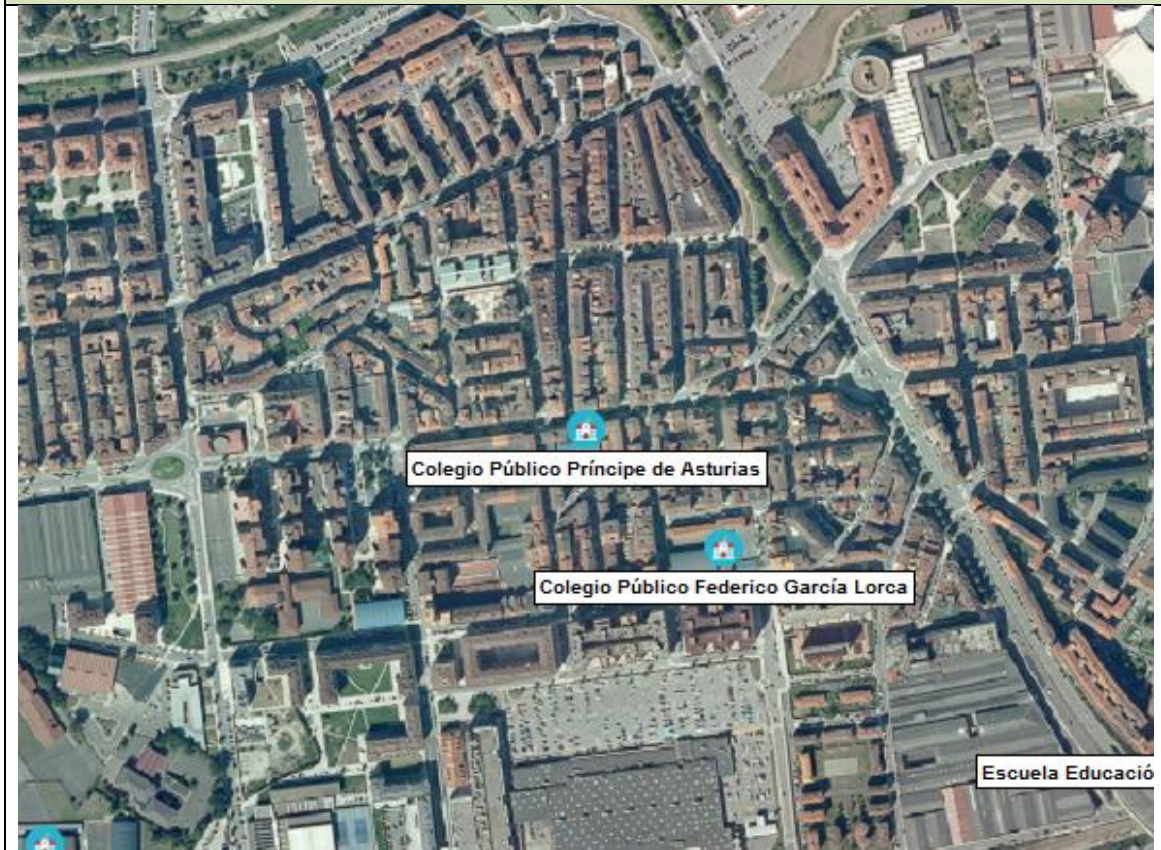 Colegio Público Príncipe de Asturias
Colegio Público Federico García Lorca
Escuela Educació